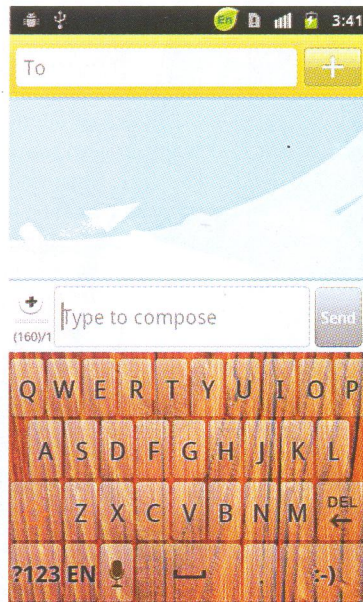 En 3:41
To +
Type to compose Send
(160)/1
Q W E R T Y U I O P
A S D F G H J K L
Z X C V B N M DEL
?123 EN . :-)